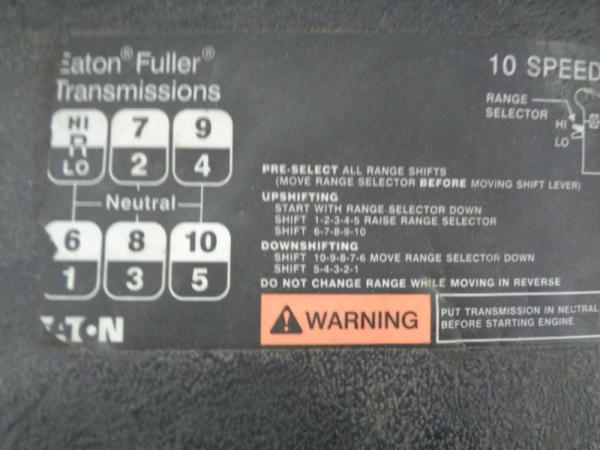 Eaton® Fuller®
Transmissions
10 SPEED
RANGE
SELECTOR
HI
LO
HI 7 9
R
LO 2 4
Neutral
6 8 10
1 3 5
PRE-SELECT ALL RANGE SHIFTS
(MOVE RANGE SELECTOR BEFORE MOVING SHIFT LEVER)
UPSHIFTING
START WITH RANGE SELECTOR DOWN
SHIFT 1-2-3-4-5 RAISE RANGE SELECTOR
SHIFT 6-7-8-9-10
DOWNSHIFTING
SHIFT 10-9-8-7-6 MOVE RANGE SELECTOR DOWN
SHIFT 5-4-3-2-1
DO NOT CHANGE RANGE WHILE MOVING IN REVERSE
WARNING
PUT TRANSMISSION IN NEUTRAL
BEFORE STARTING ENGINE
EATON